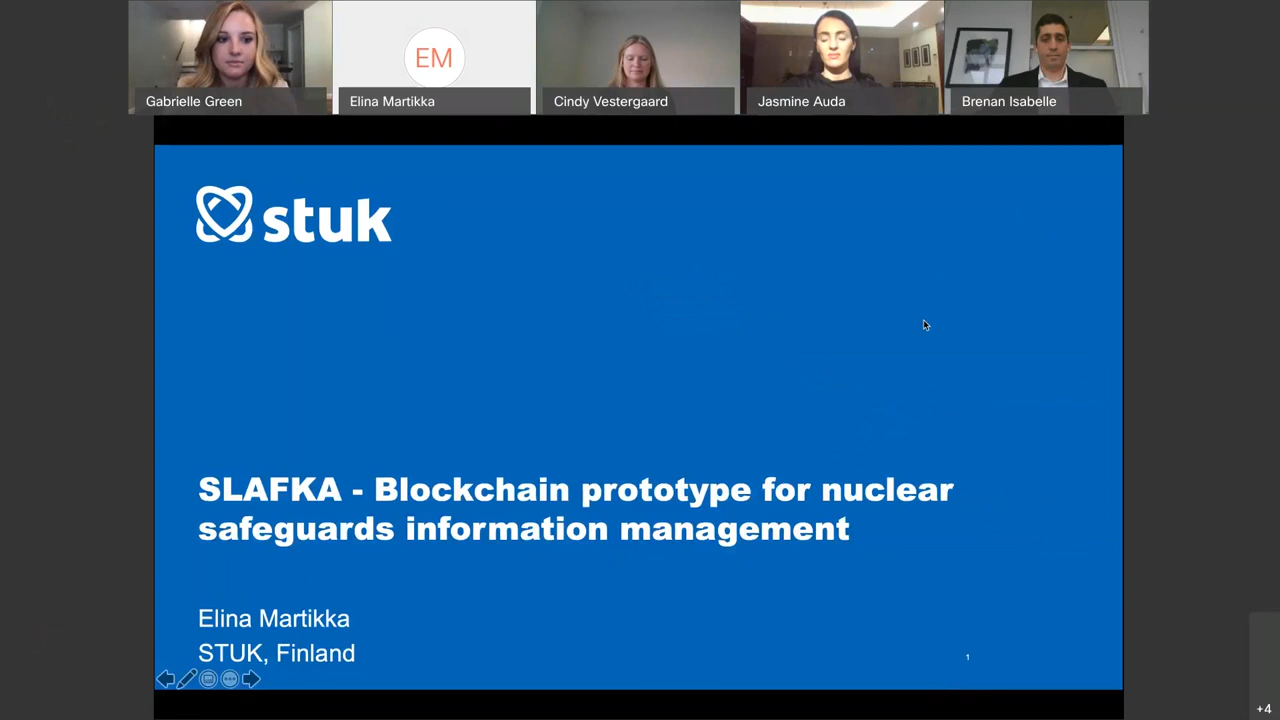 EM
Gabrielle Green
Elina Martikka
Cindy Vestergaard
Jasmine Auda
Brenan Isabelle
stuk
SLAFKA - Blockchain prototype for nuclear
safeguards information management
Elina Martikka
STUK, Finland
1
+4